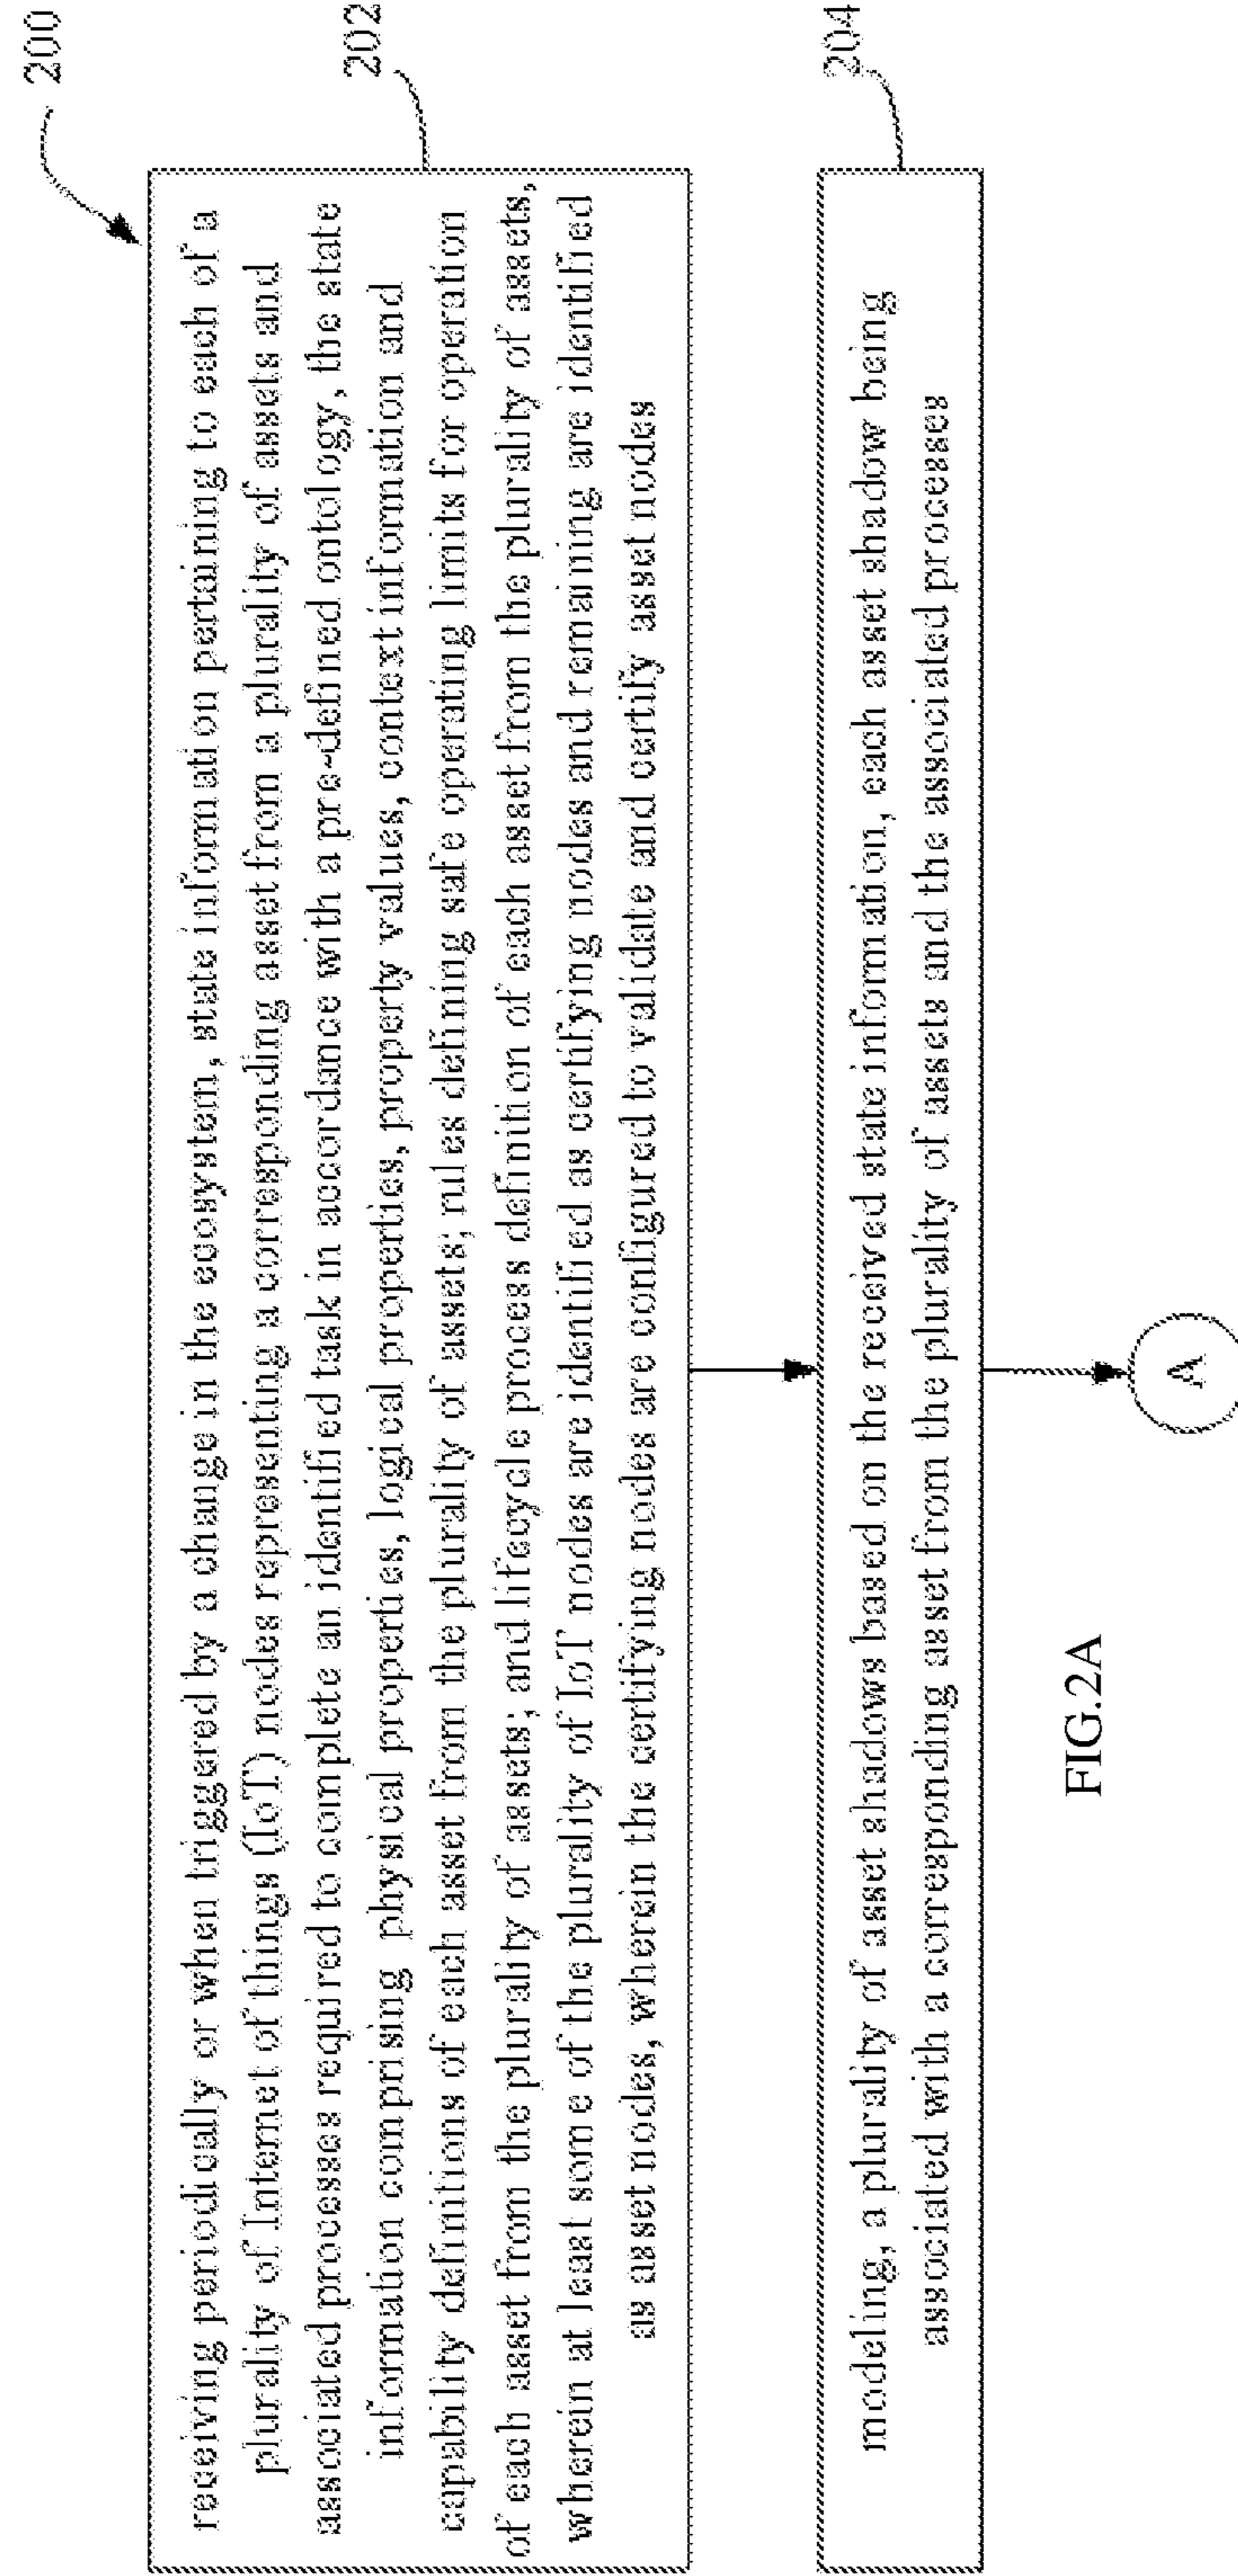 200
receiving periodically or when triggered by a change in the ecosystem, state information pertaining to each of a
plurality of Internet of things (IoT) nodes representing a corresponding asset from a plurality of assets and
associated processes required to complete an identified task in accordance with a pre-defined ontology, the state
information comprising physical properties, logical properties, property values, context information and
capability definitions of each asset from the plurality of assets; rules defining safe operating limits for operation
of each asset from the plurality of assets; and lifecycle process definition of each asset from the plurality of assets,
wherein at least some of the plurality of IoT nodes are identified as certifying nodes and remaining are identified
as asset nodes, wherein the certifying nodes are configured to validate and certify asset nodes
202
modeling, a plurality of asset shadows based on the received state information, each asset shadow being
associated with a corresponding asset from the plurality of assets and the associated processes
204
A
FIG.2A